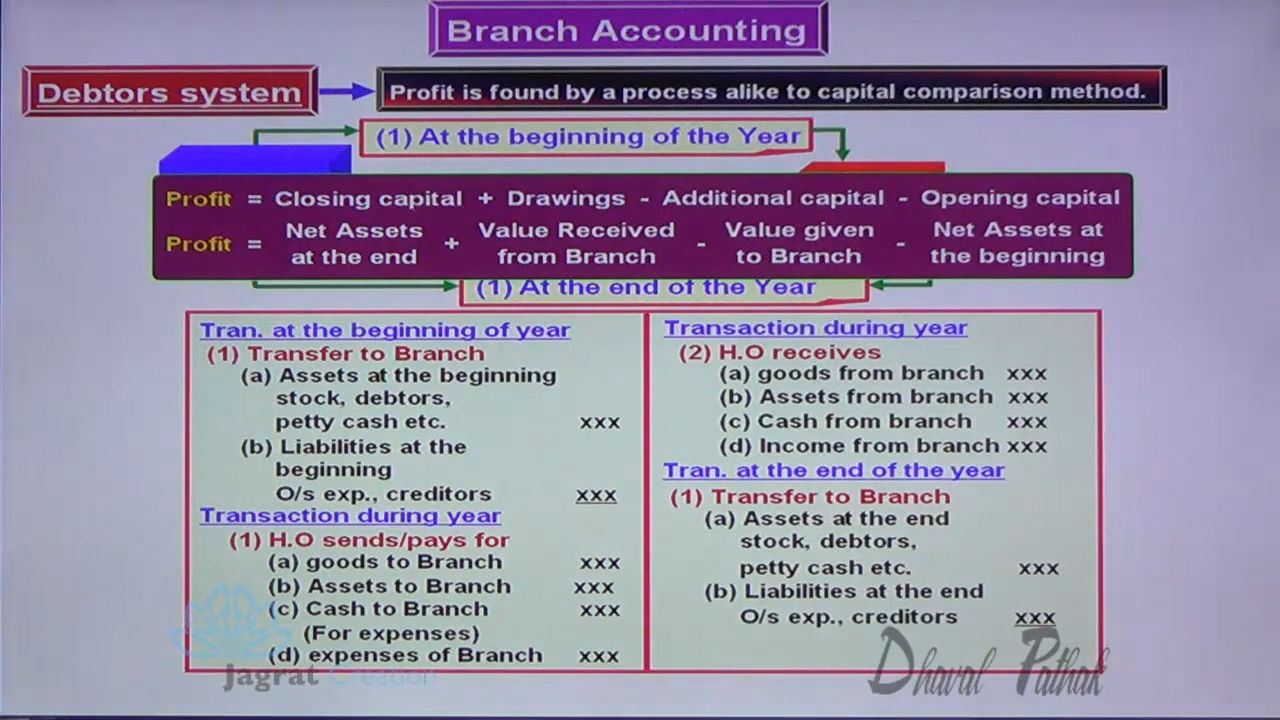 Branch Accounting
Debtors system
Profit is found by a process alike to capital comparison method.
(1) At the beginning of the Year
Profit = Closing capital + Drawings - Additional capital - Opening capital
Profit = Net Assets at the end + Value Received from Branch - Value given to Branch - Net Assets at the beginning
(1) At the end of the Year
Tran. at the beginning of year
(1) Transfer to Branch
(a) Assets at the beginning
stock, debtors,
petty cash etc. xxx
(b) Liabilities at the
beginning
O/s exp., creditors xxx
Transaction during year
(1) H.O sends/pays for
(a) goods to Branch xxx
(b) Assets to Branch xxx
(c) Cash to Branch xxx
(For expenses)
(d) expenses of Branch xxx
Transaction during year
(2) H.O receives
(a) goods from branch xxx
(b) Assets from branch xxx
(c) Cash from branch xxx
(d) Income from branch xxx
Tran. at the end of the year
(1) Transfer to Branch
(a) Assets at the end
stock, debtors,
petty cash etc. xxx
(b) Liabilities at the end
O/s exp., creditors xxx
Jagrat Creation
Dhaval Pathak